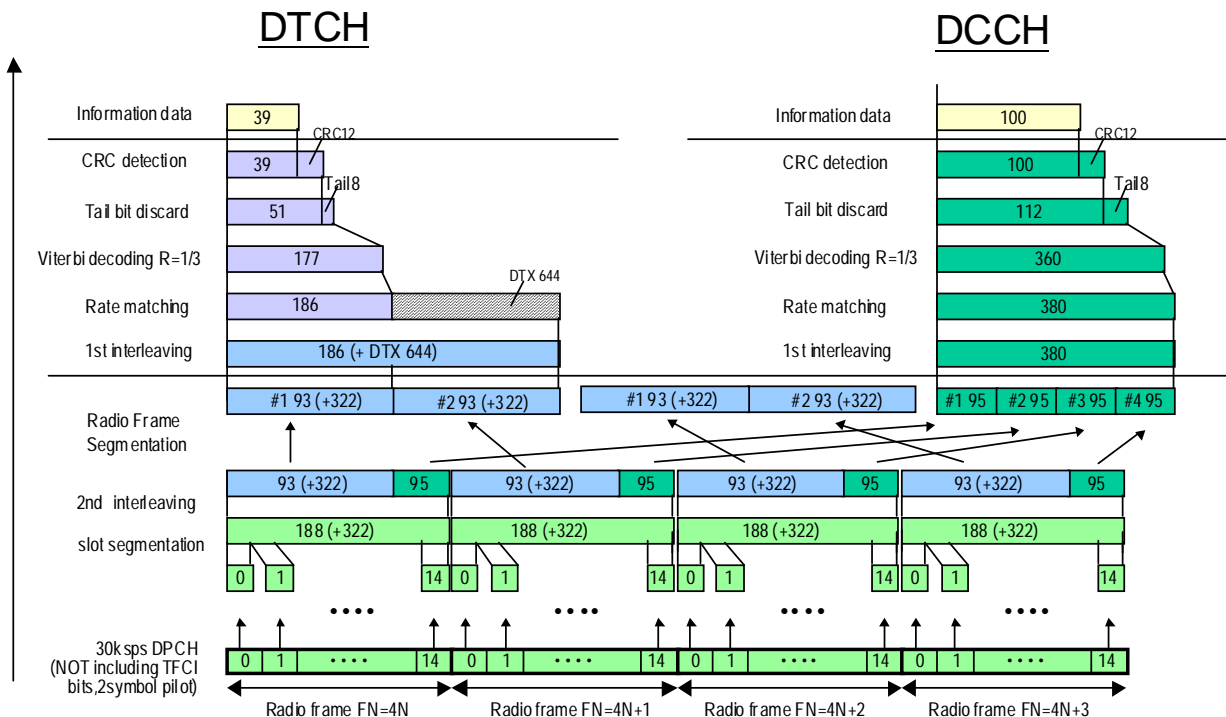 DTCH DCCH
Information data 39 Information data 100
CRC12 CRC12
CRC detection 39 CRC detection 100
Tail8 Tail8
Tail bit discard 51 Tail bit discard 112
Viterbi decoding R=1/3 177 Viterbi decoding R=1/3 360
DTX 644
Rate matching 186 Rate matching 380
1st interleaving 186 (+ DTX 644) 1st interleaving 380
#1 93 (+322) #2 93 (+322) #1 93 (+322) #2 93 (+322) #1 95 #2 95 #3 95 #4 95
Radio Frame
Segmentation
93 (+322) 95 93 (+322) 95 93 (+322) 95 93 (+322) 95
2nd interleaving
188 (+322) 188 (+322) 188 (+322) 188 (+322)
slot segmentation
0 1 14 0 1 14 0 1 14 0 1 14
•••• •••• •••• ••••
30ksps DPCH
(NOT including TFCI
bits,2symbol pilot)
0 1 •••• 14 0 1 •••• 14 0 1 •••• 14 0 1 •••• 14
Radio frame FN=4N Radio frame FN=4N+1 Radio frame FN=4N+2 Radio frame FN=4N+3